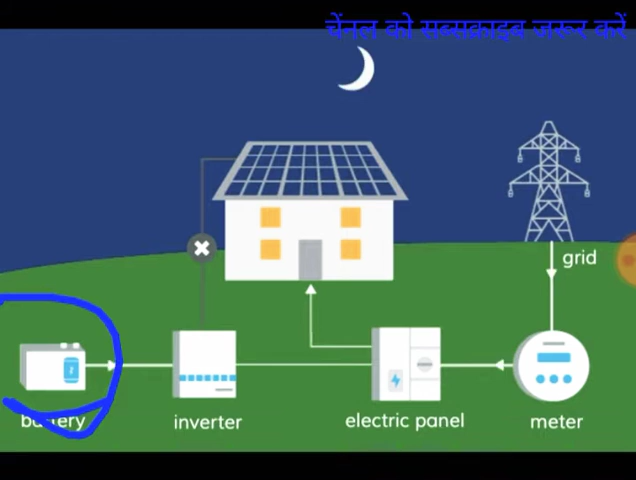 चेंनल को सब्सक्राइब जरूर करें
grid
battery
inverter
electric panel
meter